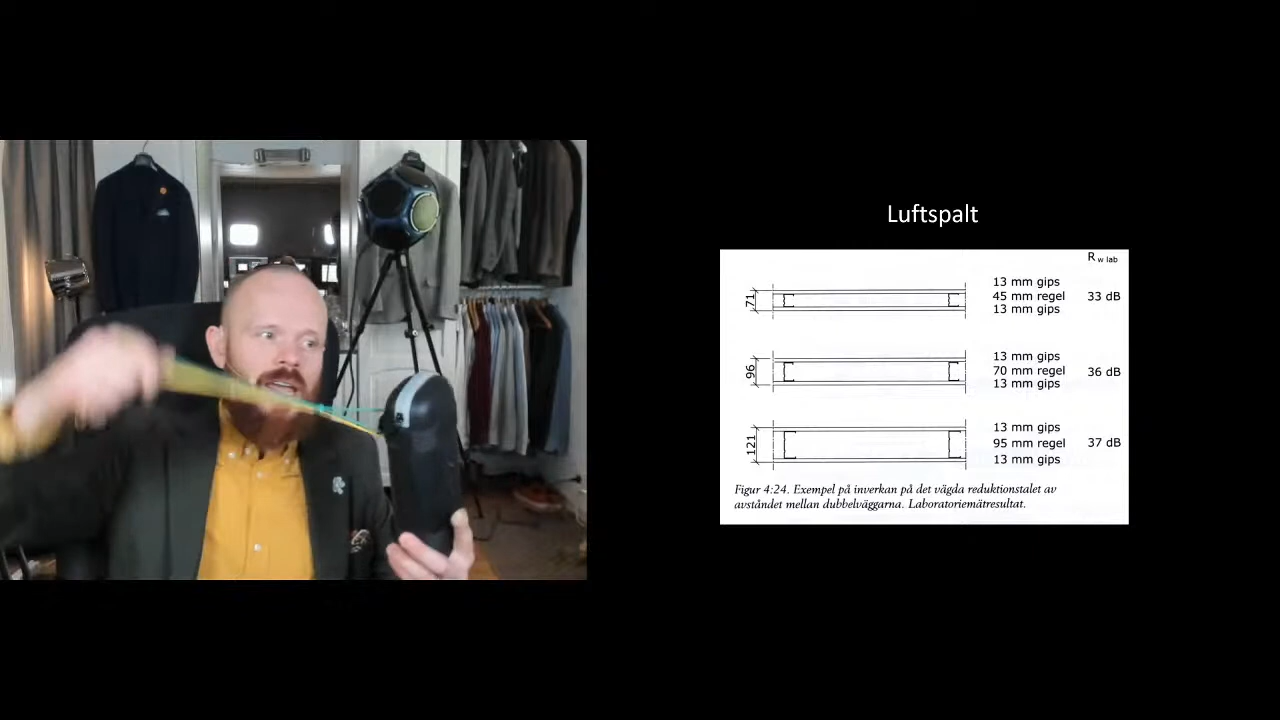 Luftspalt
R w lab
71
13 mm gips
45 mm regel 33 dB
13 mm gips
96
13 mm gips
70 mm regel 36 dB
13 mm gips
121
13 mm gips
95 mm regel 37 dB
13 mm gips
Figur 4:24. Exempel på inverkan på det vägda reduktionstalet av
avståndet mellan dubbelväggarna. Laboratoriemätresultat.